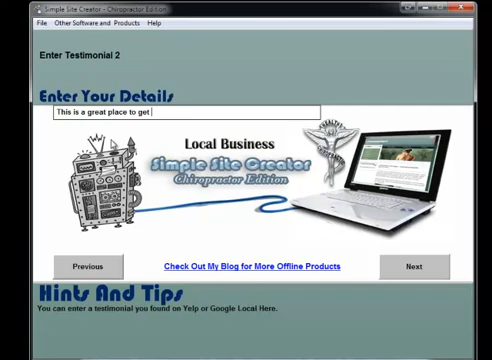 Simple Site Creator - Chiropractor Edition
File Other Software and Products Help
Enter Testimonial 2
Enter Your Details
This is a great place to get
Local Business
Simple Site Creator
Chiropractor Edition
Previous
Check Out My Blog for More Offline Products
Next
Hints And Tips
You can enter a testimonial you found on Yelp or Google Local Here.